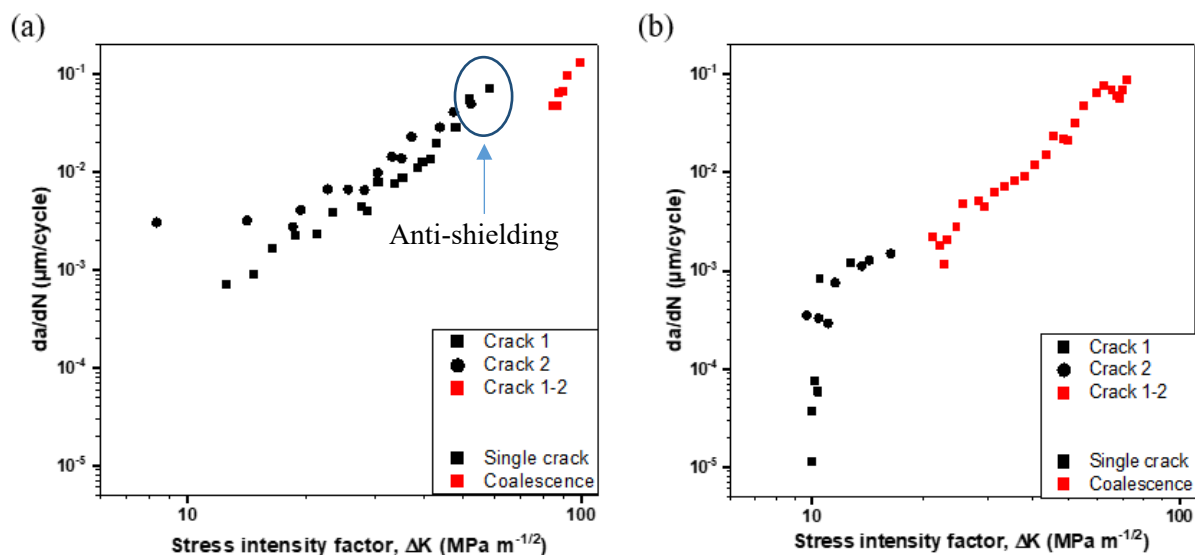 (a)
da/dN (µm/cycle)
10⁻¹
10⁻²
10⁻³
10⁻⁴
10⁻⁵
Anti-shielding
Crack 1
Crack 2
Crack 1-2
Single crack
Coalescence
10
100
Stress intensity factor, ΔK (MPa m⁻¹/²)
(b)
da/dN (µm/cycle)
10⁻¹
10⁻²
10⁻³
10⁻⁴
10⁻⁵
Crack 1
Crack 2
Crack 1-2
Single crack
Coalescence
10
100
Stress intensity factor, ΔK (MPa m⁻¹/²)